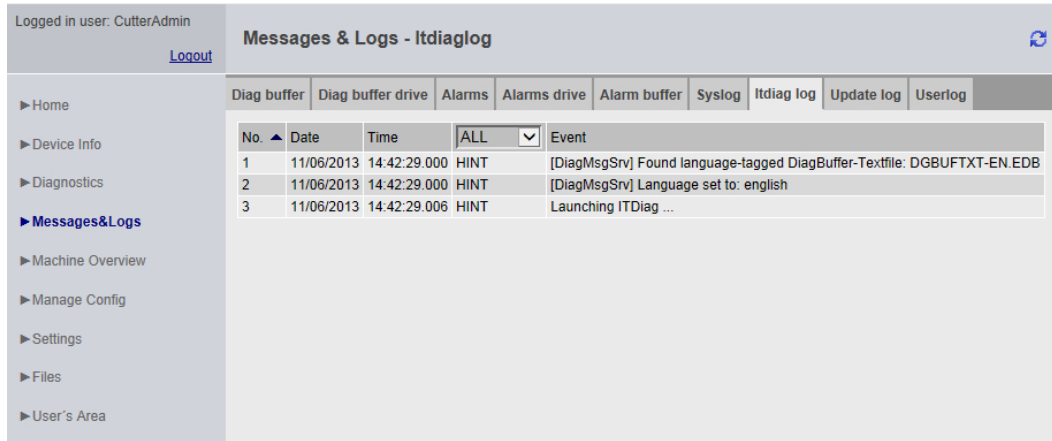 Logged in user: CutterAdmin
Logout
Messages & Logs - Itdiaglog
►Home
►Device Info
►Diagnostics
►Messages&Logs
►Machine Overview
►Manage Config
►Settings
►Files
►User´s Area
Diag buffer Diag buffer drive Alarms Alarms drive Alarm buffer Syslog Itdiag log Update log Userlog
No. Date Time ALL Event
1 11/06/2013 14:42:29.000 HINT [DiagMsgSrv] Found language-tagged DiagBuffer-Textfile: DGBUFTXT-EN.EDB
2 11/06/2013 14:42:29.000 HINT [DiagMsgSrv] Language set to: english
3 11/06/2013 14:42:29.006 HINT Launching ITDiag ...